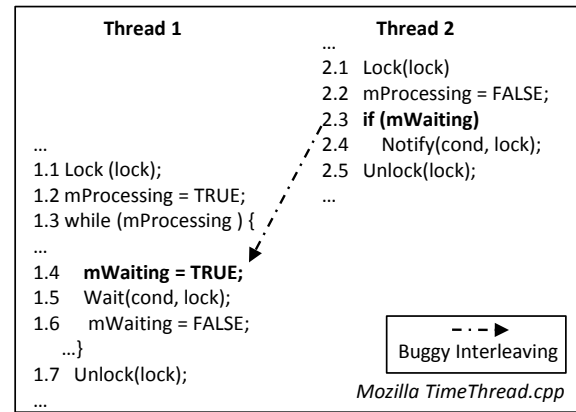 Thread 1
...
1.1 Lock (lock);
1.2 mProcessing = TRUE;
1.3 while (mProcessing ) {
...
1.4 mWaiting = TRUE;
1.5 Wait(cond, lock);
1.6 mWaiting = FALSE;
...}
1.7 Unlock(lock);
...
Thread 2
...
2.1 Lock(lock)
2.2 mProcessing = FALSE;
2.3 if (mWaiting)
2.4 Notify(cond, lock);
2.5 Unlock(lock);
...
Buggy Interleaving
Mozilla TimeThread.cpp